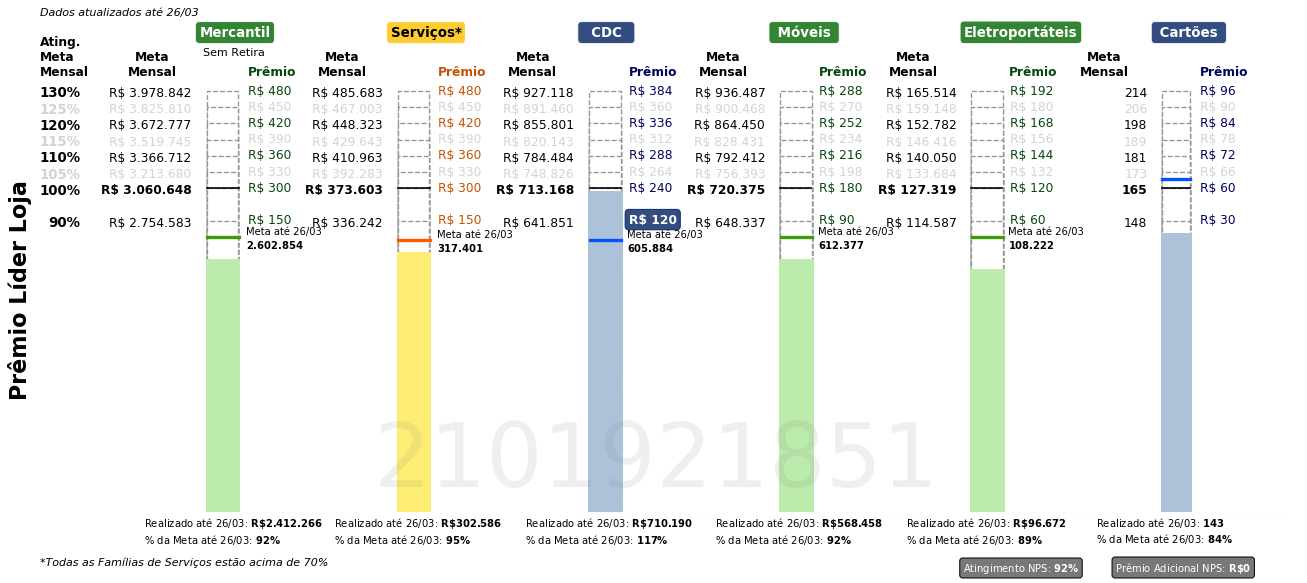 Dados atualizados até 26/03
Mercantil Serviços* CDC Móveis Eletroportáteis Cartões
Sem Retira
Ating. Meta Mensal
Meta Mensal Prêmio Meta Mensal Prêmio Meta Mensal Prêmio Meta Mensal Prêmio Meta Mensal Prêmio Meta Mensal Prêmio
130% R$ 3.978.842 R$ 480 R$ 485.683 R$ 480 R$ 927.118 R$ 384 R$ 936.487 R$ 288 R$ 165.514 R$ 192 214 R$ 96
125% R$ 3.825.810 R$ 450 R$ 467.003 R$ 450 R$ 891.460 R$ 360 R$ 900.468 R$ 270 R$ 159.148 R$ 180 206 R$ 90
120% R$ 3.672.777 R$ 420 R$ 448.323 R$ 420 R$ 855.801 R$ 336 R$ 864.450 R$ 252 R$ 152.782 R$ 168 198 R$ 84
115% R$ 3.519.745 R$ 390 R$ 429.643 R$ 390 R$ 820.143 R$ 312 R$ 828.431 R$ 234 R$ 146.416 R$ 156 189 R$ 78
110% R$ 3.366.712 R$ 360 R$ 410.963 R$ 360 R$ 784.484 R$ 288 R$ 792.412 R$ 216 R$ 140.050 R$ 144 181 R$ 72
105% R$ 3.213.680 R$ 330 R$ 392.283 R$ 330 R$ 748.826 R$ 264 R$ 756.393 R$ 198 R$ 133.684 R$ 132 173 R$ 66
100% R$ 3.060.648 R$ 300 R$ 373.603 R$ 300 R$ 713.168 R$ 240 R$ 720.375 R$ 180 R$ 127.319 R$ 120 165 R$ 60
90% R$ 2.754.583 R$ 150 R$ 336.242 R$ 150 R$ 641.851 R$ 120 R$ 648.337 R$ 90 R$ 114.587 R$ 60 148 R$ 30
Meta até 26/03 Meta até 26/03 Meta até 26/03 Meta até 26/03 Meta até 26/03
2.602.854 317.401 605.884 612.377 108.222
Prêmio Líder Loja
2101921851
Realizado até 26/03: R$2.412.266 Realizado até 26/03: R$302.586 Realizado até 26/03: R$710.190 Realizado até 26/03: R$568.458 Realizado até 26/03: R$96.672 Realizado até 26/03: 143
% da Meta até 26/03: 92% % da Meta até 26/03: 95% % da Meta até 26/03: 117% % da Meta até 26/03: 92% % da Meta até 26/03: 89% % da Meta até 26/03: 84%
*Todas as Famílias de Serviços estão acima de 70%
Atingimento NPS: 92% Prêmio Adicional NPS: R$0